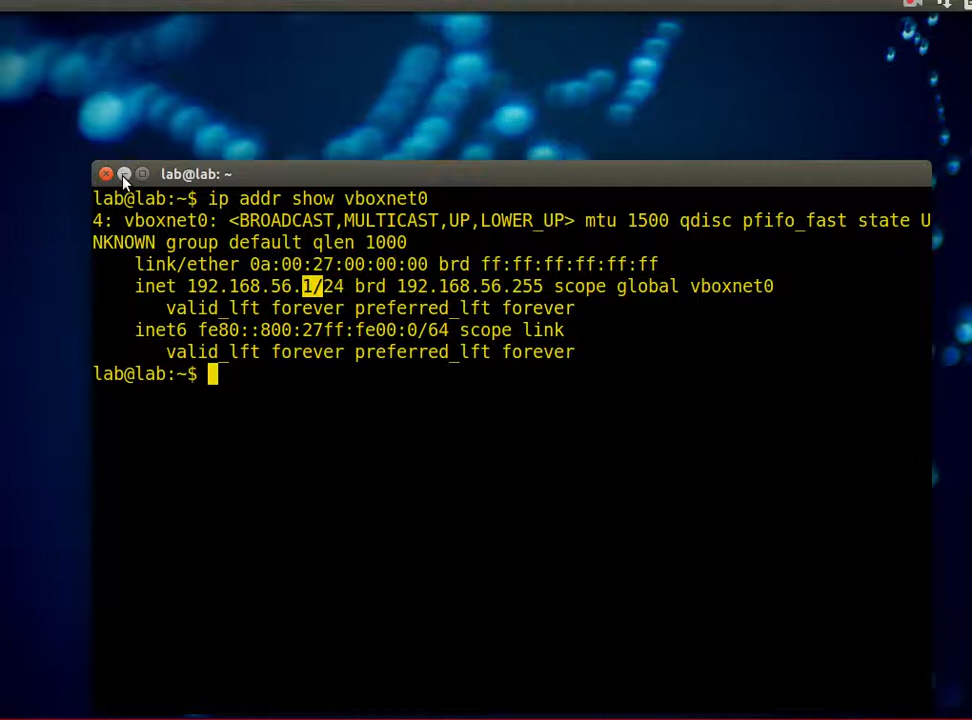 lab@lab: ~
lab@lab:~$ ip addr show vboxnet0
4: vboxnet0: <BROADCAST,MULTICAST,UP,LOWER_UP> mtu 1500 qdisc pfifo_fast state U
NKNOWN group default qlen 1000
    link/ether 0a:00:27:00:00:00 brd ff:ff:ff:ff:ff:ff
    inet 192.168.56.1/24 brd 192.168.56.255 scope global vboxnet0
       valid_lft forever preferred_lft forever
    inet6 fe80::800:27ff:fe00:0/64 scope link
       valid_lft forever preferred_lft forever
lab@lab:~$